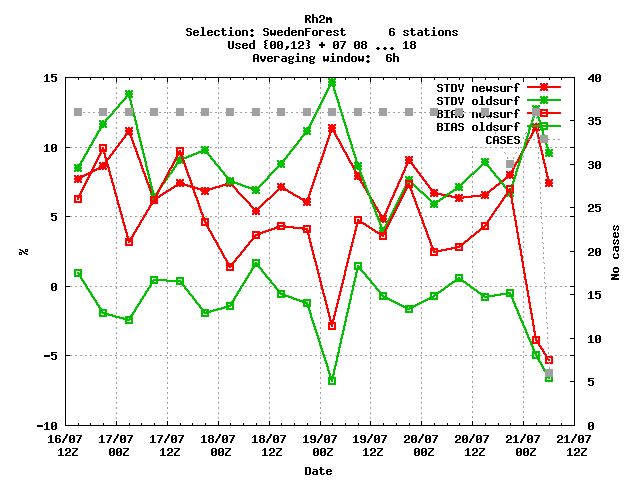 Rh2m
Selection: SwedenForest 6 stations
Used {00,12} + 07 08 ... 18
Averaging window: 6h
15 40
STDV newsurf
STDV oldsurf
BIAS newsurf
BIAS oldsurf
CASES
35
10
30
5
25
20
%
No cases
0
15
10
-5
5
-10 0
16/07 17/07 17/07 18/07 18/07 19/07 19/07 20/07 20/07 21/07 21/07
12Z 00Z 12Z 00Z 12Z 00Z 12Z 00Z 12Z 00Z 12Z
Date